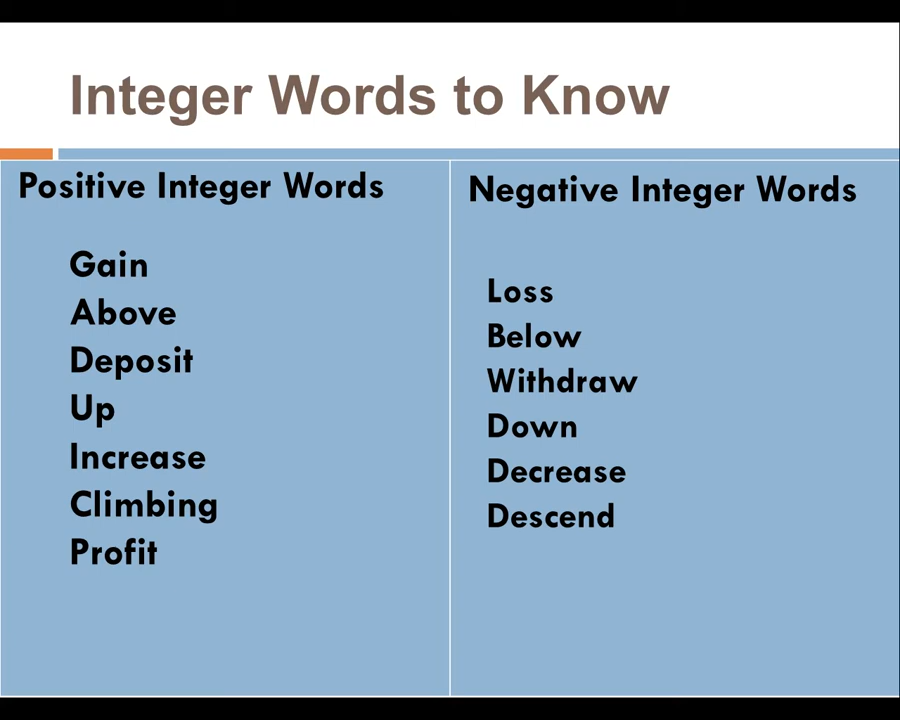 Integer Words to Know
Positive Integer Words
Gain
Above
Deposit
Up
Increase
Climbing
Profit
Negative Integer Words
Loss
Below
Withdraw
Down
Decrease
Descend